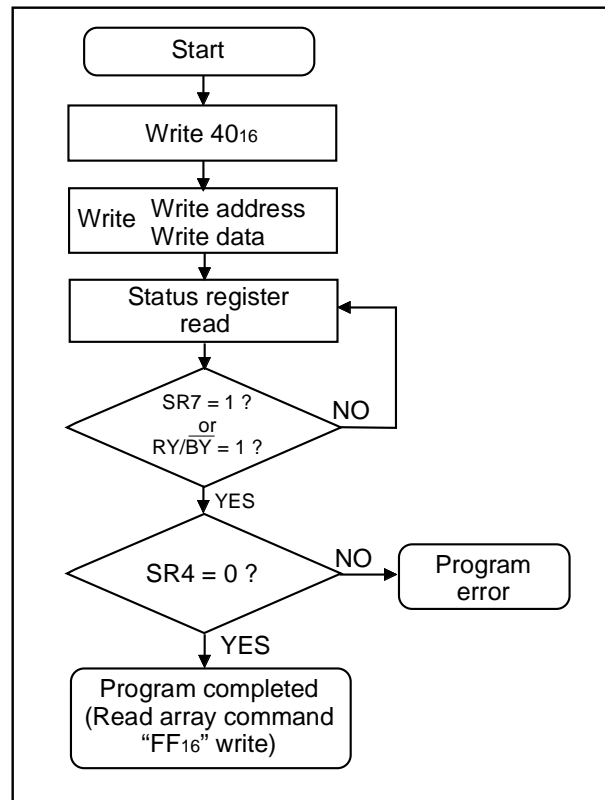 Start
Write 40₁₆
Write Write address
Write data
Status register
read
SR7 = 1 ?
or
RY/B̅Y̅ = 1 ?
NO
YES
SR4 = 0 ?
NO
Program
error
YES
Program completed
(Read array command
“FF₁₆” write)